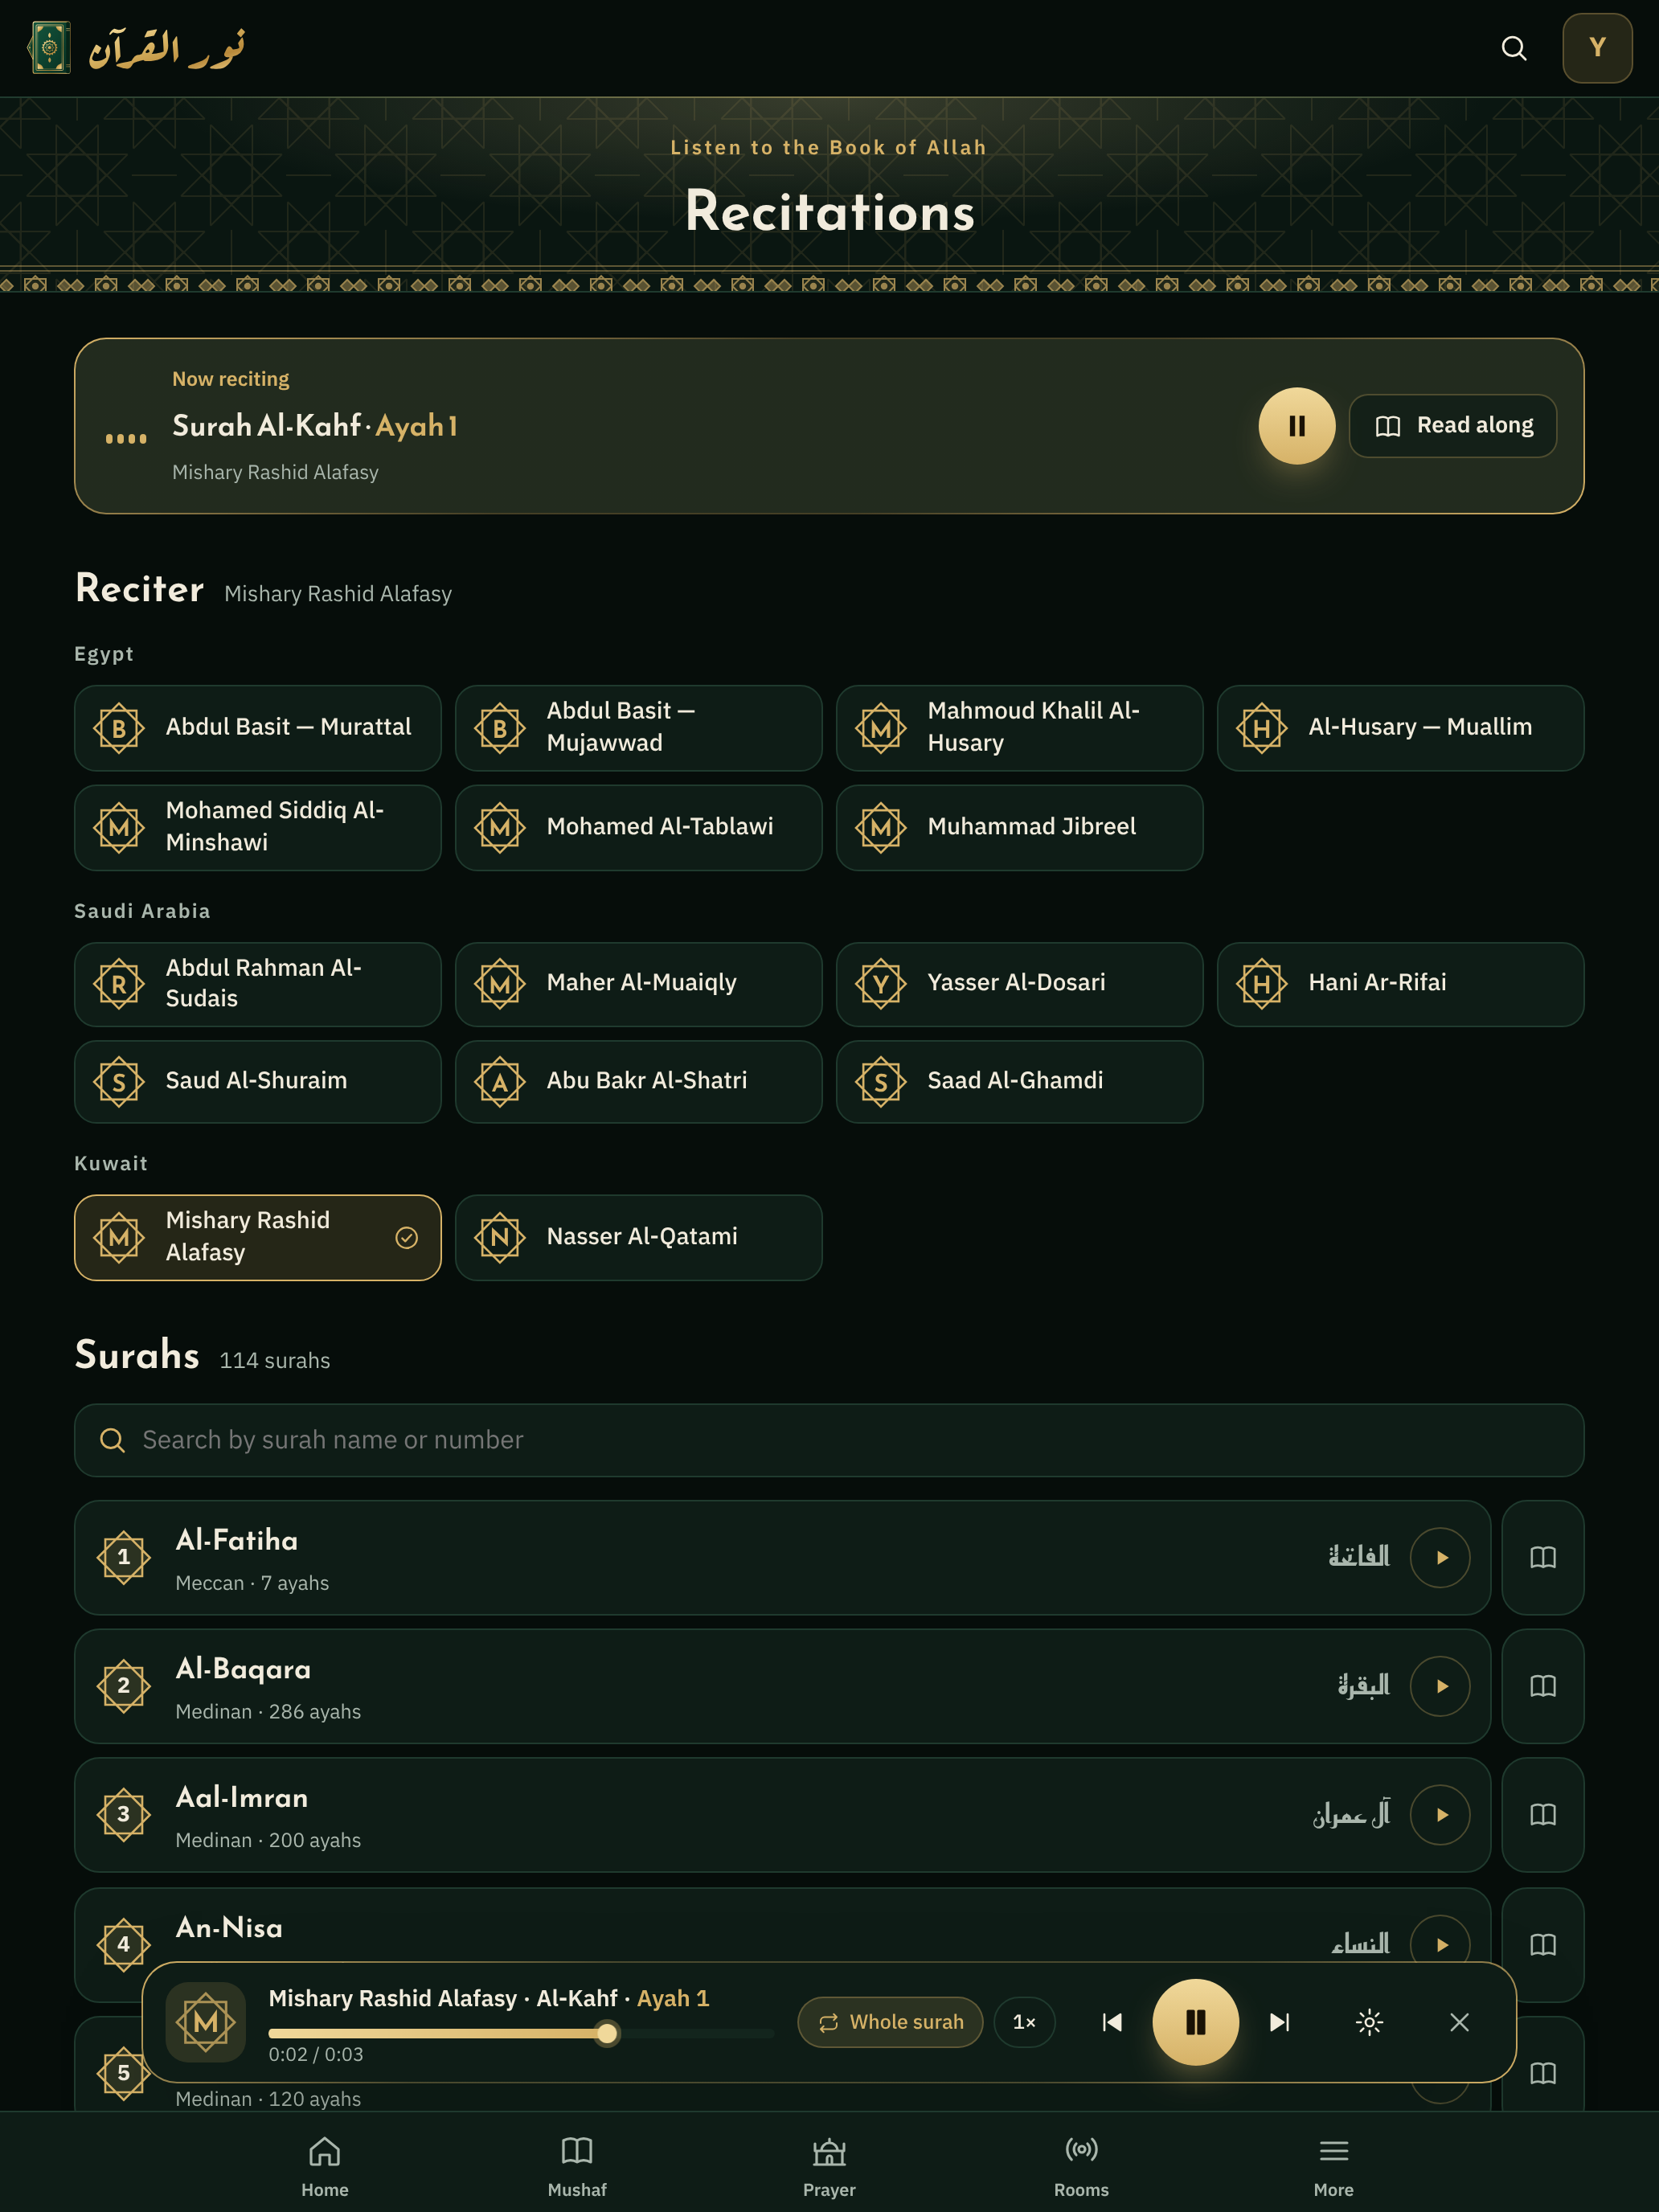 نور القرآن
Y
Listen to the Book of Allah
Recitations
Now reciting
Surah Al-Kahf · Ayah 1
Mishary Rashid Alafasy
Read along
Reciter Mishary Rashid Alafasy
Egypt
B Abdul Basit — Murattal
B Abdul Basit —
Mujawwad
M Mahmoud Khalil Al-
Husary
H Al-Husary — Muallim
M Mohamed Siddiq Al-
Minshawi
M Mohamed Al-Tablawi
M Muhammad Jibreel
Saudi Arabia
R Abdul Rahman Al-
Sudais
M Maher Al-Muaiqly
Y Yasser Al-Dosari
H Hani Ar-Rifai
S Saud Al-Shuraim
A Abu Bakr Al-Shatri
S Saad Al-Ghamdi
Kuwait
M Mishary Rashid
Alafasy
N Nasser Al-Qatami
Surahs 114 surahs
Search by surah name or number
1 Al-Fatiha
Meccan · 7 ayahs
الفاتحة
2 Al-Baqara
Medinan · 286 ayahs
البقرة
3 Aal-Imran
Medinan · 200 ayahs
آل عمران
4 An-Nisa
النساء
M Mishary Rashid Alafasy · Al-Kahf · Ayah 1
0:02 / 0:03
Whole surah
1×
5
Medinan · 120 ayahs
Home
Mushaf
Prayer
Rooms
More